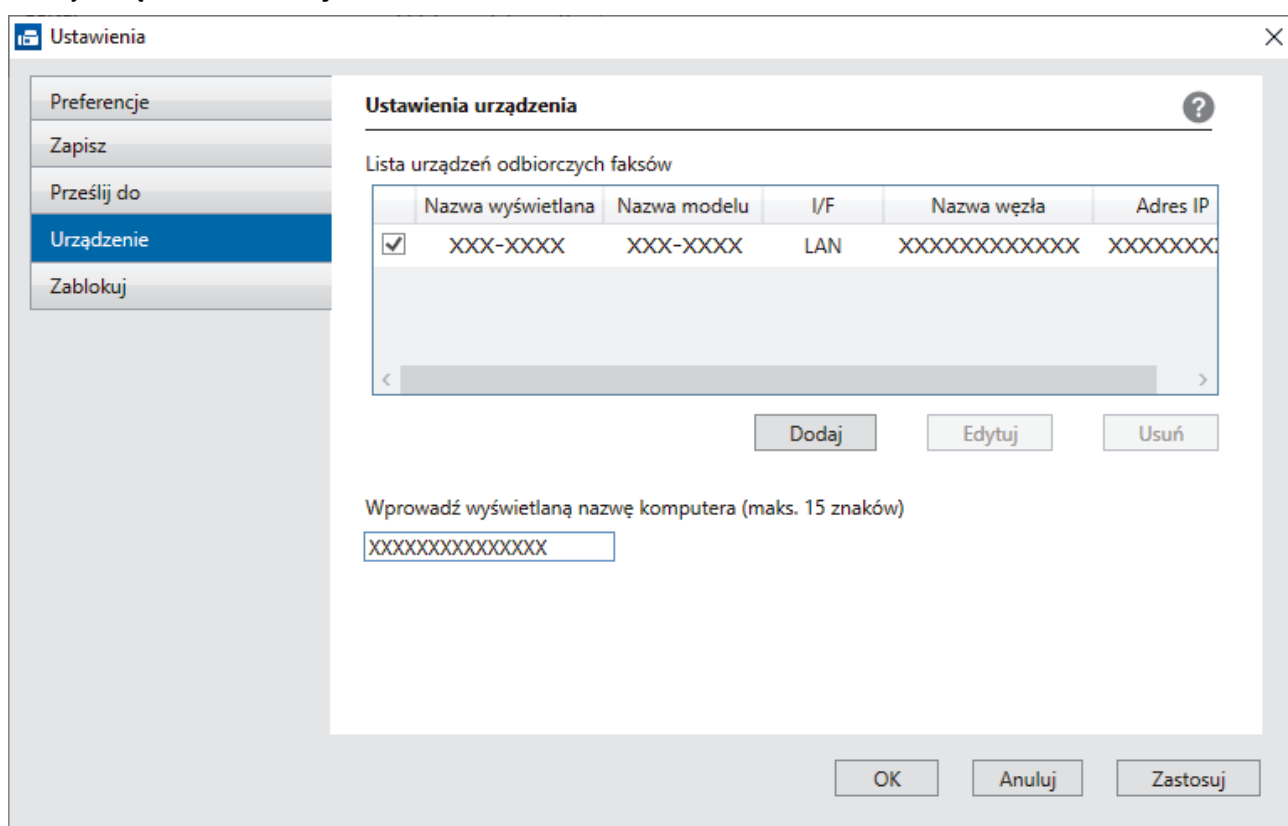 Ustawienia
Preferencje
Zapisz
Prześlij do
Urządzenie
Zablokuj
Ustawienia urządzenia
?
Lista urządzeń odbiorczych faksów
Nazwa wyświetlana Nazwa modelu I/F Nazwa węzła Adres IP
XXX-XXXX XXX-XXXX LAN XXXXXXXXXXXX XXXXXXX
Dodaj Edytuj Usuń
Wprowadź wyświetlaną nazwę komputera (maks. 15 znaków)
XXXXXXXXXXXXXXX
OK Anuluj Zastosuj